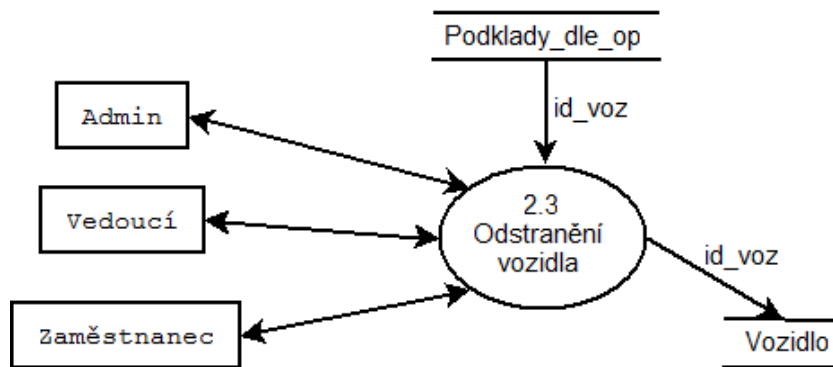 Podklady_dle_op
id_voz
Admin
Vedoucí
Zaměstnanec
2.3
Odstranění
vozidla
id_voz
Vozidlo